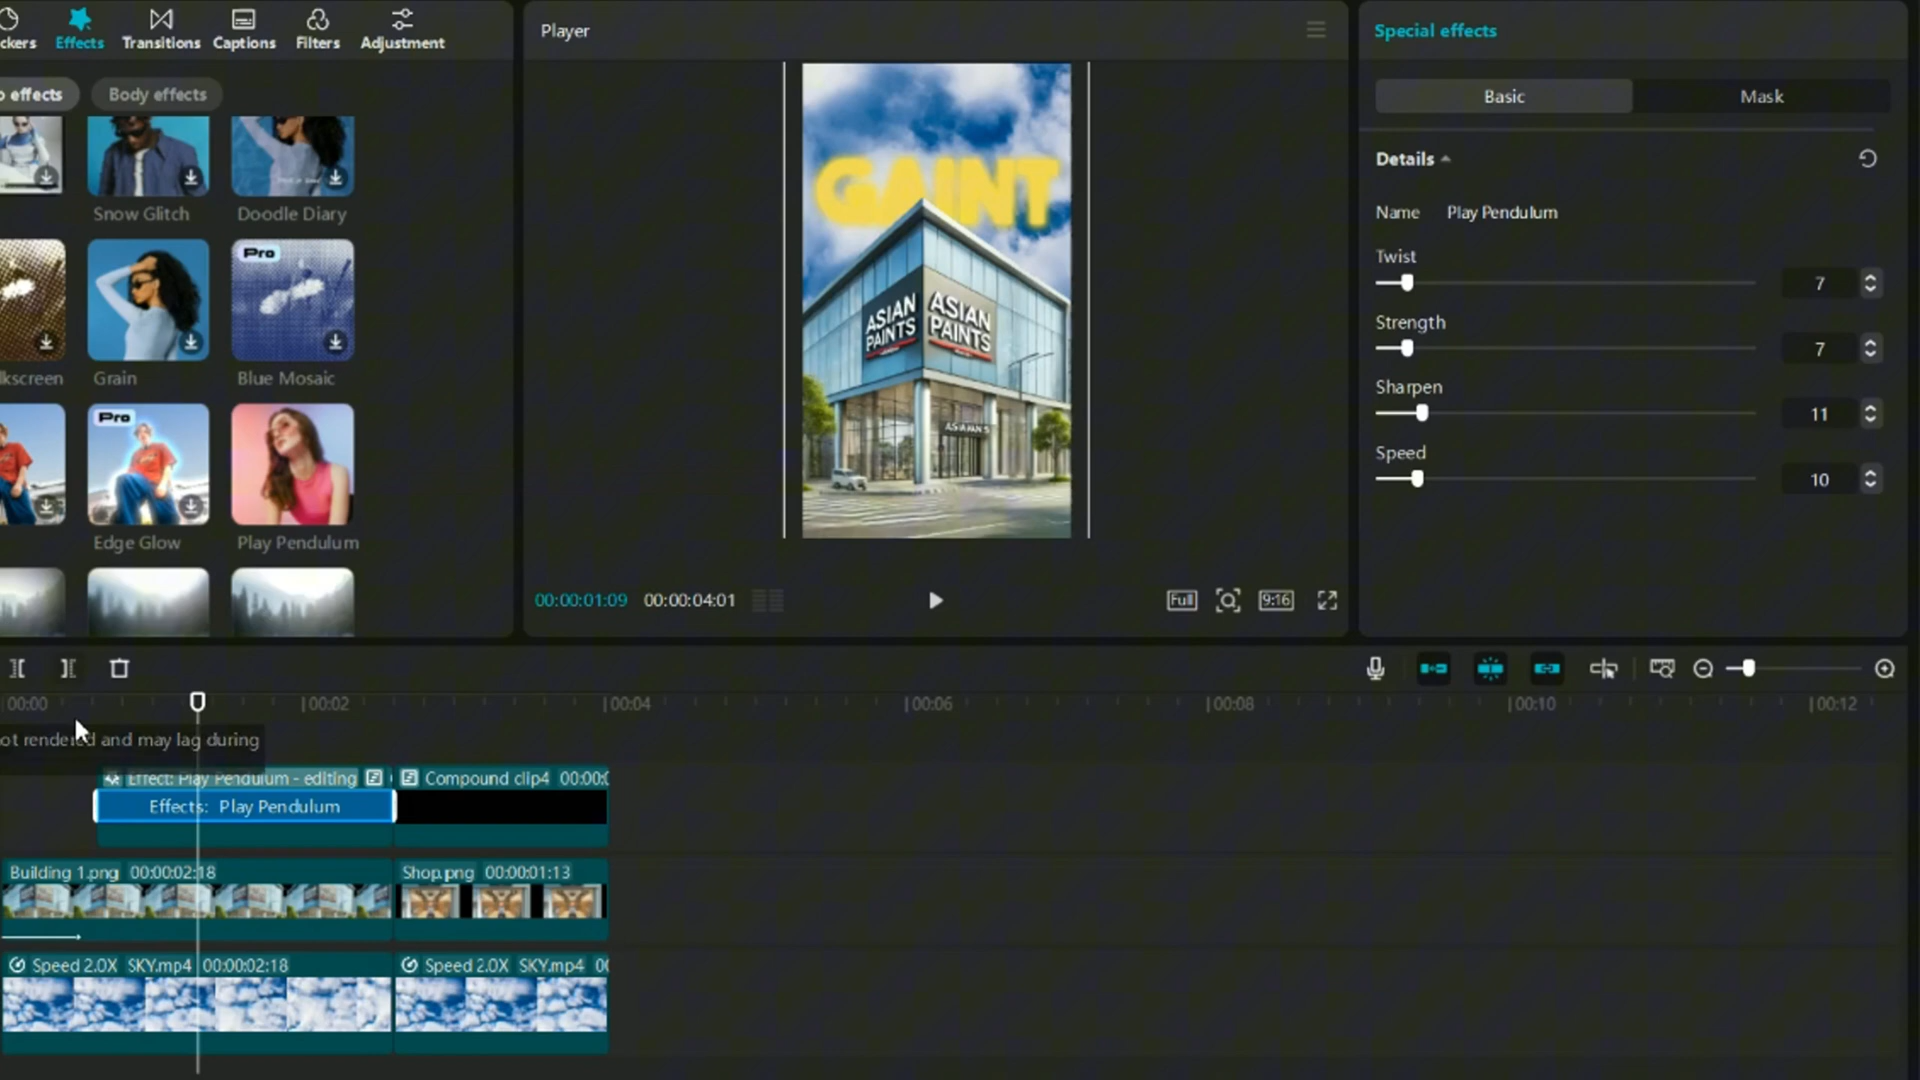 ckers Effects Transitions Captions Filters Adjustment
o effects Body effects
Snow Glitch Doodle Diary
Pro
lkscreen Grain Blue Mosaic
Pro
Edge Glow Play Pendulum
Player
GAINT
ASIAN PAINTS
ASIAN PAINTS
00:00:01:09 00:00:04:01
Full 9:16
Special effects
Basic Mask
Details
Name Play Pendulum
Twist
7
Strength
7
Sharpen
11
Speed
10
00:00 00:02 00:04 00:06 00:08 00:10 00:12
ot rendered and may lag during
Effect: Play Pendulum - editing Compound clip4 00:00:0
Effects: Play Pendulum
Building 1.png 00:00:02:18 Shop.png 00:00:01:13
Speed 2.0X SKY.mp4 00:00:02:18 Speed 2.0X SKY.mp4 00